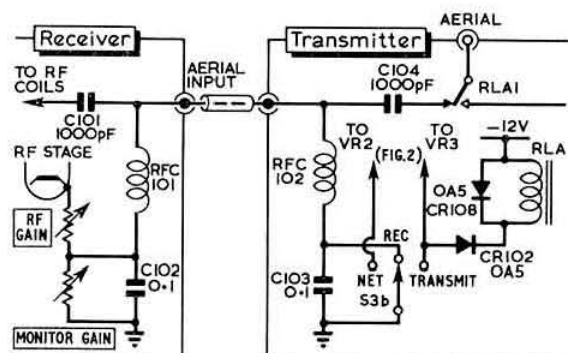 Receiver
Transmitter
AERIAL
TO RF
COILS
AERIAL
INPUT
C104
1000pF
RLA1
C101
1000pF
RF STAGE
RFC
101
RFC
102
TO
VR2
(FIG.2)
TO
VR3
-12V
RLA
OA5
CR108
RF
GAIN
C102
0·1
C103
0·1
REC
NET
S3b
TRANSMIT
CR102
OA5
MONITOR GAIN